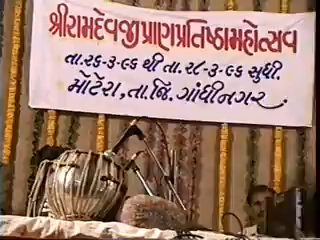 શ્રીરામદેવજીપ્રાણપ્રતિષ્ઠામહોત્સવ
તા.૨૬-૩-૯૬ થી તા.૨૮-૩-૯૬ સુધી.
મોટેરા, તા.જિ. ગાંધીનગર.